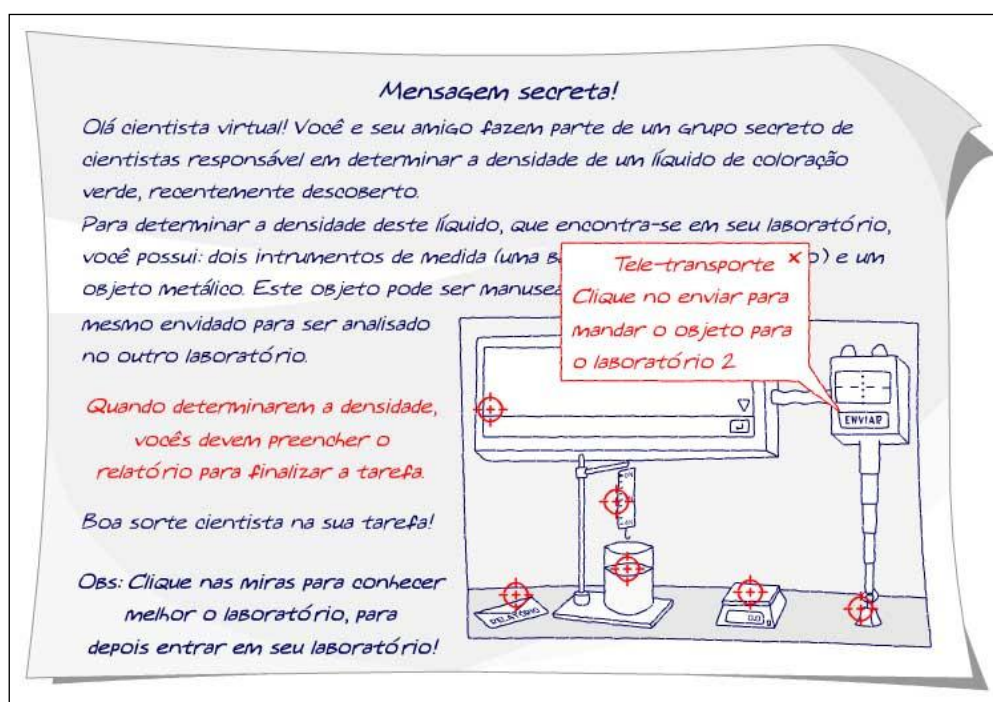 Mensagem secreta!
Olá cientista virtual! Você e seu amigo fazem parte de um grupo secreto de
cientistas responsável em determinar a densidade de um líquido de coloração
verde, recentemente descoberto.
Para determinar a densidade deste líquido, que encontra-se em seu laboratório,
você possui: dois intrumentos de medida (uma) e um
objeto metálico. Este objeto pode ser
mesmo envidado para ser analisado
no outro laboratório.
Tele-transporte ×
Clique no enviar para
mandar o objeto para
o laboratório 2
ENVIAR
Quando determinarem a densidade,
vocês devem preencher o
relatório para finalizar a tarefa.
Boa sorte cientista na sua tarefa!
Obs: Clique nas miras para conhecer
melhor o laboratório, para
depois entrar em seu laboratório!
RELATÓRIO
0.0 g